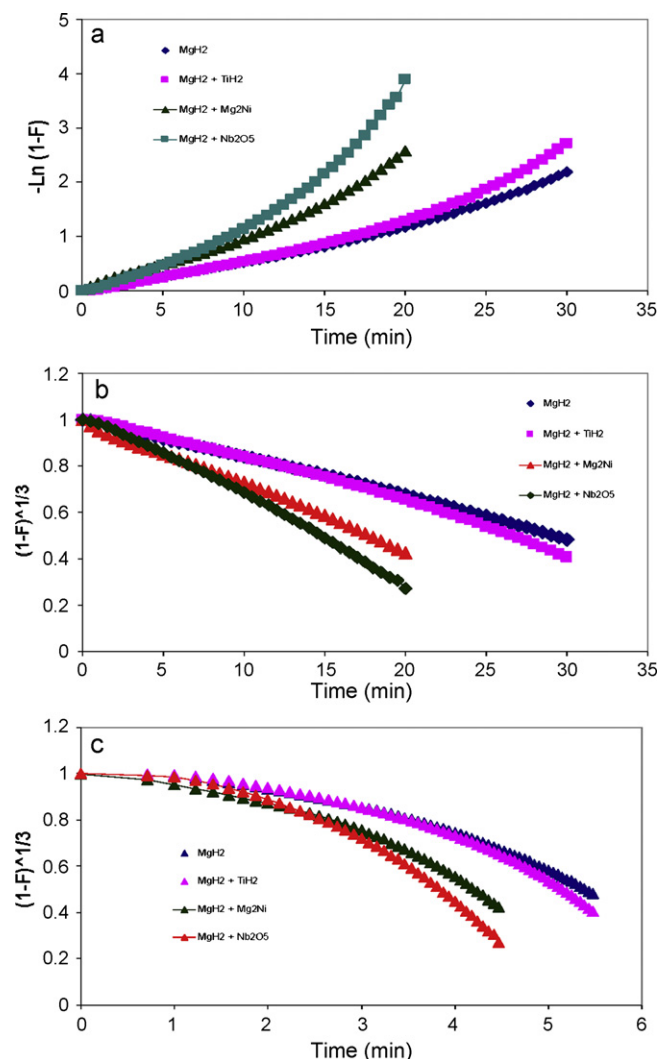 a
5
4
3
2
1
0
-Ln (1-F)
MgH2
MgH2 + TiH2
MgH2 + Mg2Ni
MgH2 + Nb2O5
0 5 10 15 20 25 30 35
Time (min)
b
1.2
1
0.8
0.6
0.4
0.2
0
(1-F)^1/3
MgH2
MgH2 + TiH2
MgH2 + Mg2Ni
MgH2 + Nb2O5
0 5 10 15 20 25 30 35
Time (min)
c
1.2
1
0.8
0.6
0.4
0.2
0
(1-F)^1/3
MgH2
MgH2 + TiH2
MgH2 + Mg2Ni
MgH2 + Nb2O5
0 1 2 3 4 5 6
Time (min)